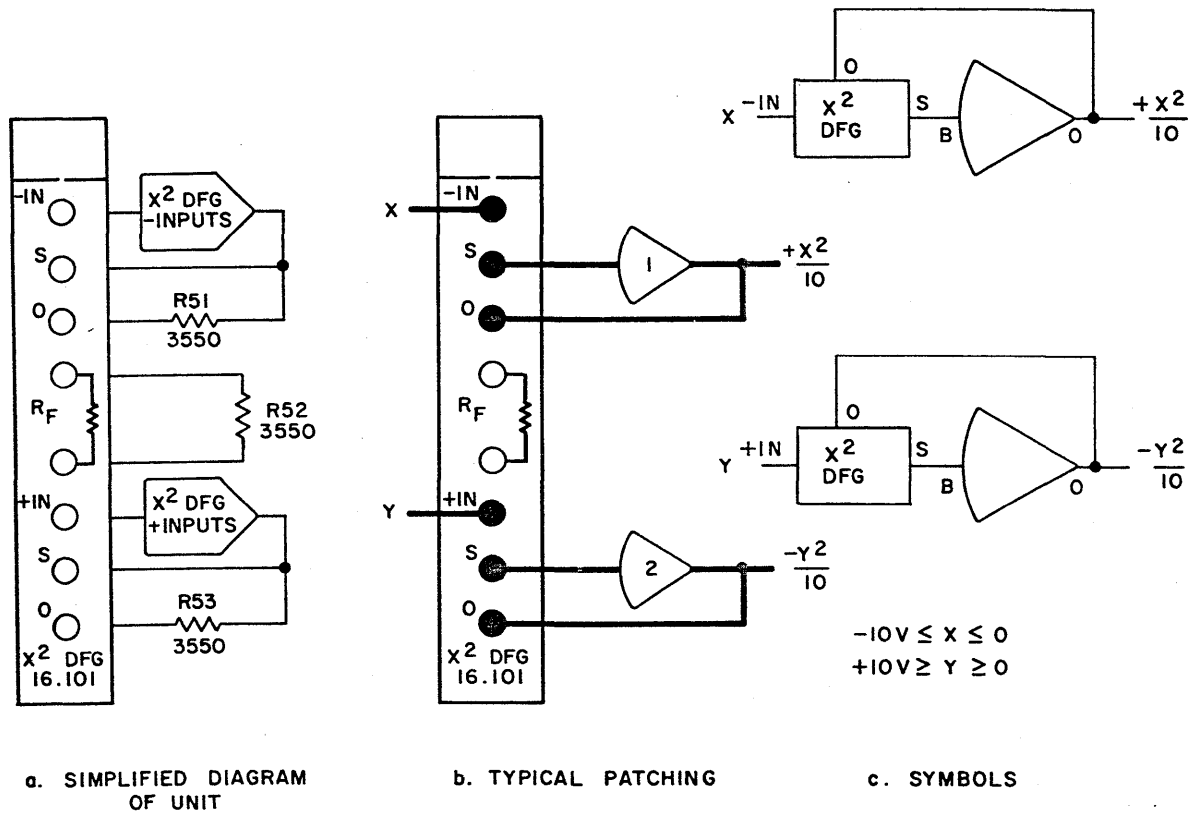 -IN
X² DFG
-INPUTS
S
O
R51
3550
R_F
R52
3550
+IN
X² DFG
+INPUTS
S
O
R53
3550
X² DFG
16.101
a. SIMPLIFIED DIAGRAM
OF UNIT
X
-IN
S
1
+X²
10
O
R_F
Y
+IN
S
2
-Y²
10
O
X² DFG
16.101
b. TYPICAL PATCHING
O
X
-IN
X²
DFG
S
B
O
+X²
10
O
Y
+IN
X²
DFG
S
B
O
-Y²
10
-10V ≤ X ≤ 0
+10V ≥ Y ≥ 0
c. SYMBOLS